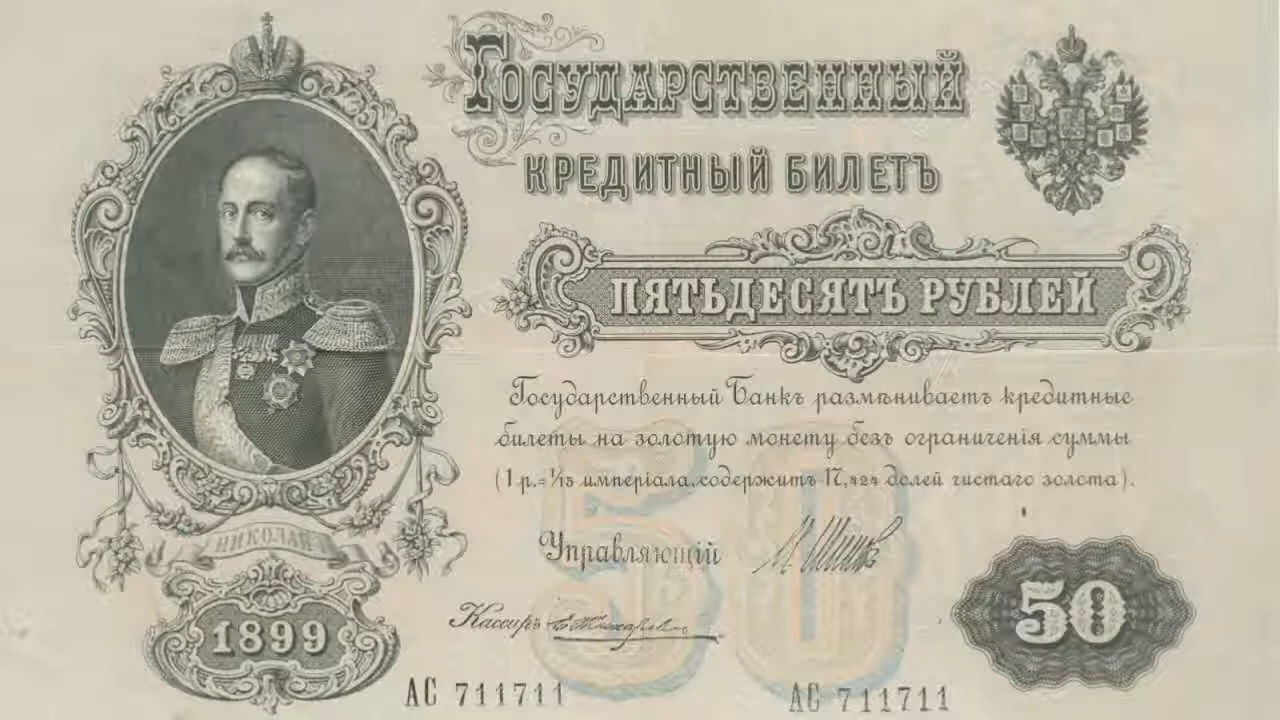 Государственный
кредитный билетъ
ПЯТЬДЕСЯТЪ РУБЛЕЙ
Государственный Банкъ размѣниваетъ кредитные
билеты на золотую монету безъ ограниченія суммы
(1 р.=1/15 имперіала, содержитъ 17,424 долей чистаго золота).
Управляющій
НИКОЛАЙ I
50
1899
Кассиръ
АС 711711
АС 711711
50